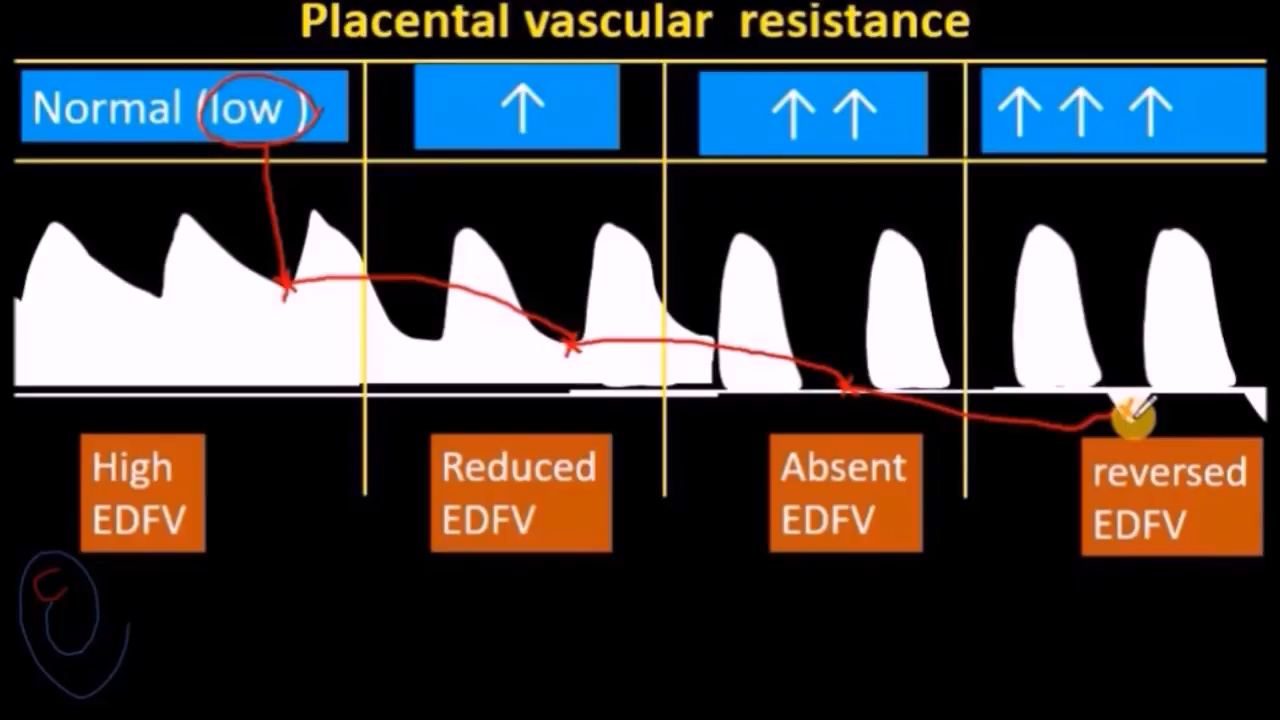 Placental vascular resistance
Normal (low )
↑
↑ ↑
↑ ↑ ↑
High
EDFV
Reduced
EDFV
Absent
EDFV
reversed
EDFV